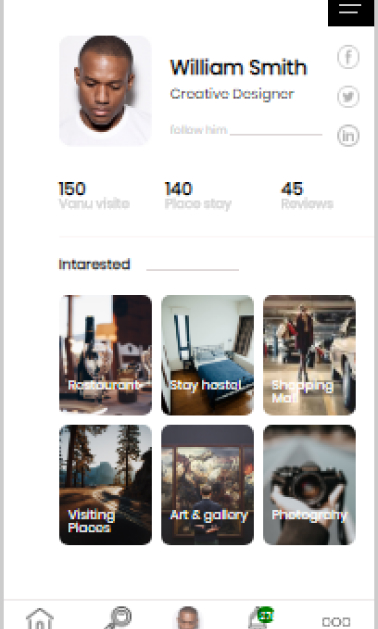 William Smith
Creative Designer
follow him
150
140
45
Vanu visite
Place stay
Reviews
Intarested
Restaurant
Stay hostel
Shopping
Mall
Visiting
Places
Art & gallary
Photography